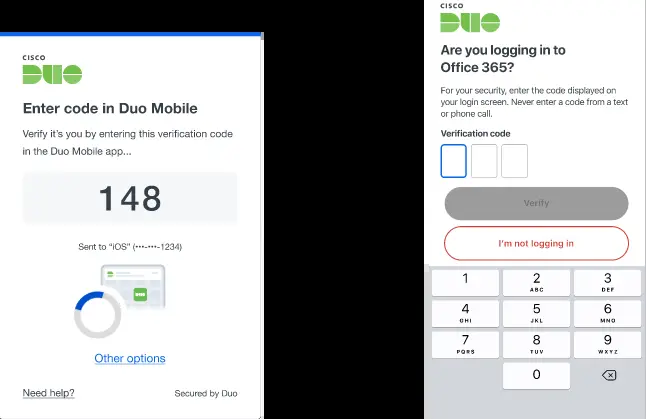 CISCO
DUO
Enter code in Duo Mobile
Verify it's you by entering this verification code
in the Duo Mobile app...
148
Sent to "iOS" (•••-•••-1234)
Other options
Need help?
Secured by Duo
CISCO
DUO
Are you logging in to
Office 365?
For your security, enter the code displayed on
your login screen. Never enter a code from a text
or phone call.
Verification code
Verify
I'm not logging in
1 2 3
ABC DEF
4 5 6
GHI JKL MNO
7 8 9
PQRS TUV WXYZ
0